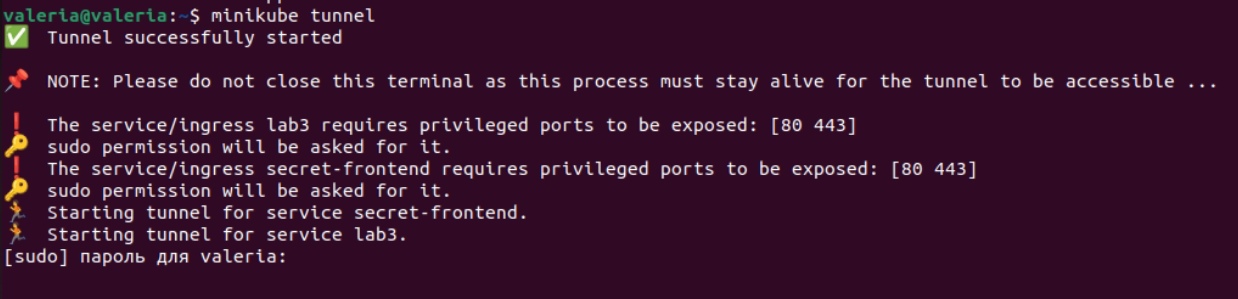 valeria@valeria:~$ minikube tunnel
✅ Tunnel successfully started
📌 NOTE: Please do not close this terminal as this process must stay alive for the tunnel to be accessible ...
❗ The service/ingress lab3 requires privileged ports to be exposed: [80 443]
🔑 sudo permission will be asked for it.
❗ The service/ingress secret-frontend requires privileged ports to be exposed: [80 443]
🔑 sudo permission will be asked for it.
🏃 Starting tunnel for service secret-frontend.
🏃 Starting tunnel for service lab3.
[sudo] пароль для valeria: